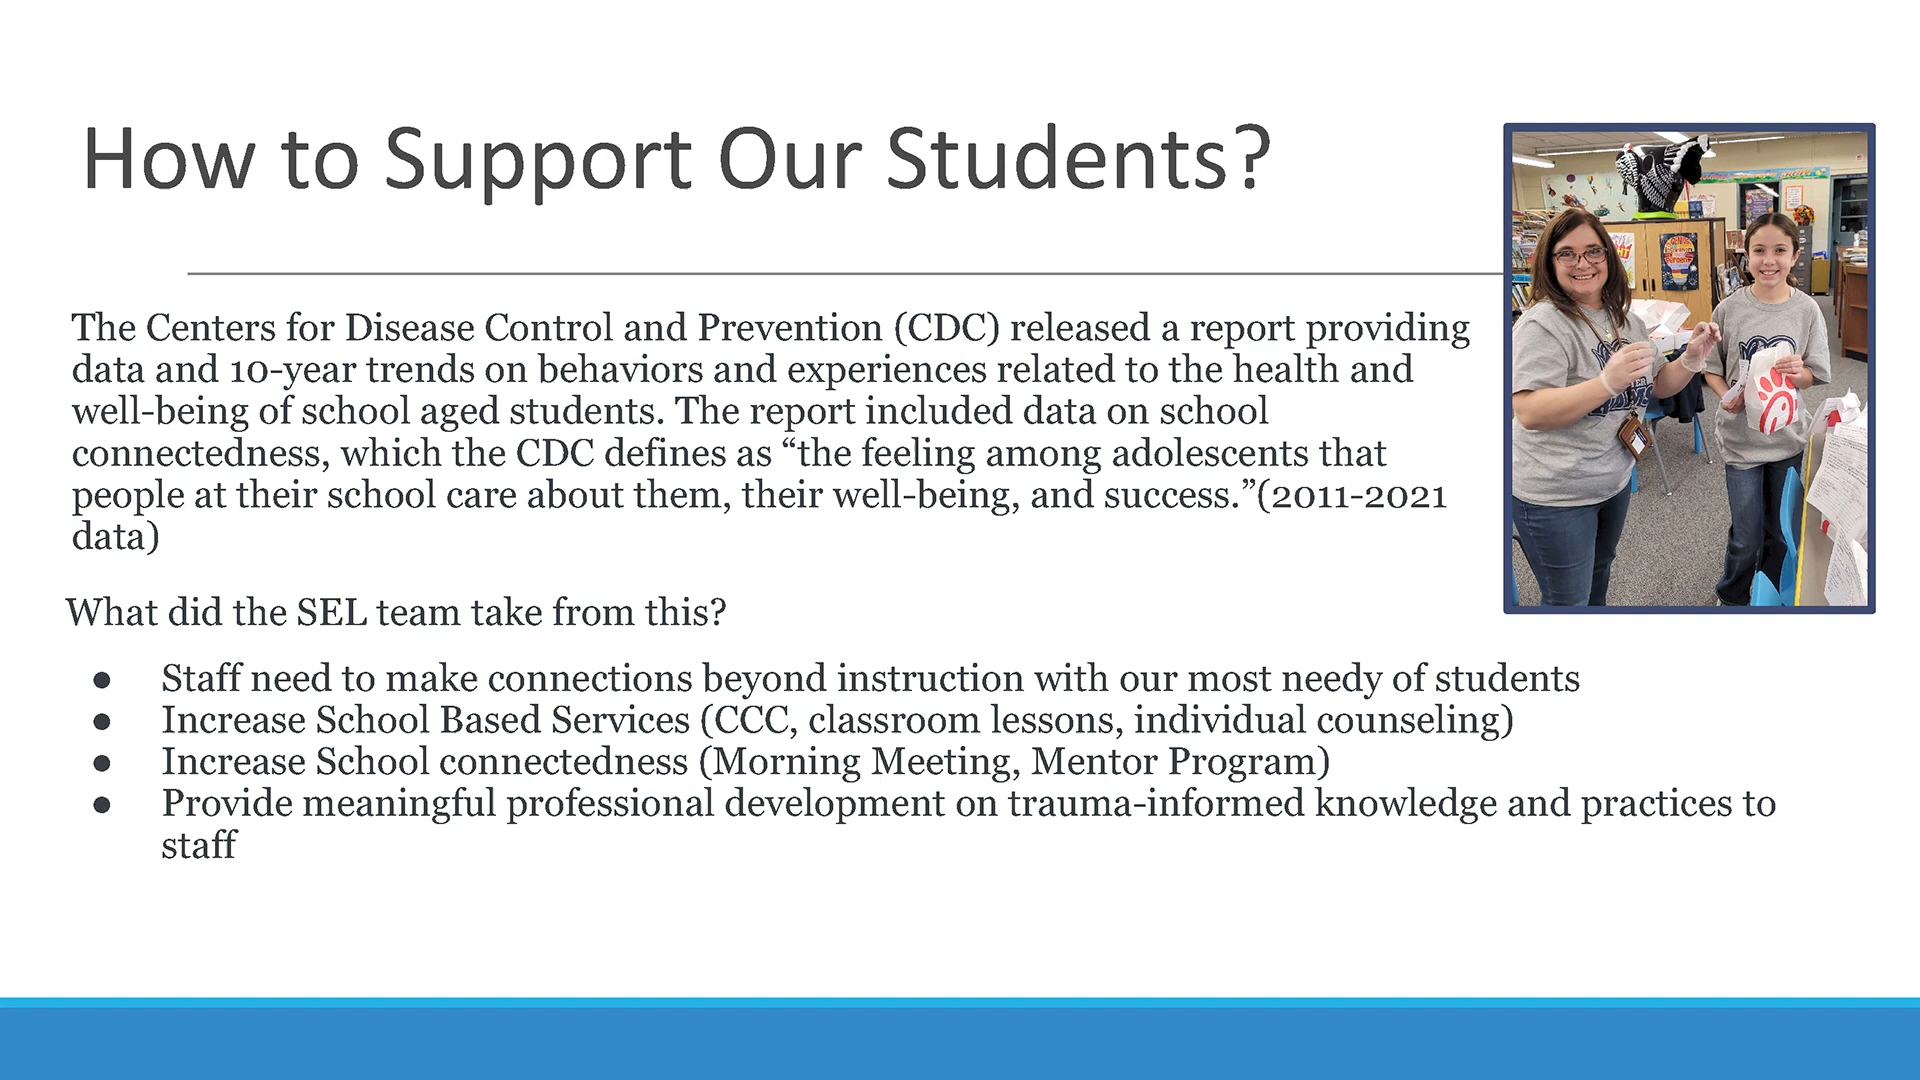 How to Support Our Students?
The Centers for Disease Control and Prevention (CDC) released a report providing
data and 10-year trends on behaviors and experiences related to the health and
well-being of school aged students. The report included data on school
connectedness, which the CDC defines as “the feeling among adolescents that
people at their school care about them, their well-being, and success.”(2011-2021
data)
What did the SEL team take from this?
● Staff need to make connections beyond instruction with our most needy of students
● Increase School Based Services (CCC, classroom lessons, individual counseling)
● Increase School connectedness (Morning Meeting, Mentor Program)
● Provide meaningful professional development on trauma-informed knowledge and practices to
staff